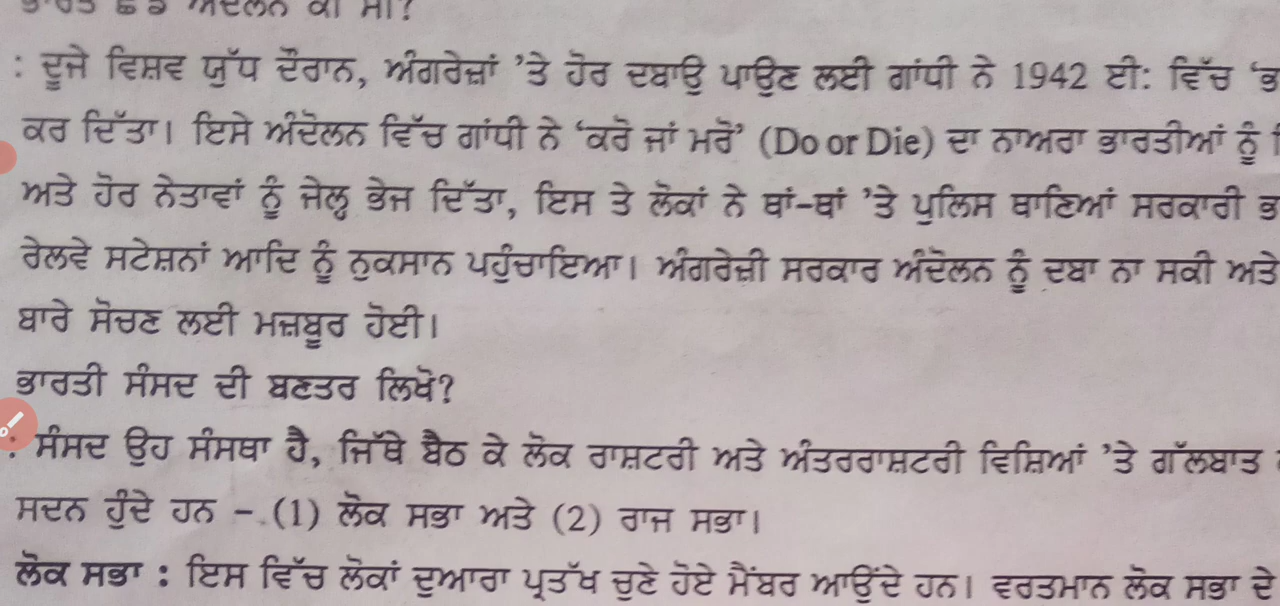 ਭਾਰਤ ਛੱਡੋ ਅੰਦੋਲਨ ਕੀ ਸੀ?
: ਦੂਜੇ ਵਿਸ਼ਵ ਯੁੱਧ ਦੌਰਾਨ, ਅੰਗਰੇਜ਼ਾਂ ’ਤੇ ਹੋਰ ਦਬਾਉ ਪਾਉਣ ਲਈ ਗਾਂਧੀ ਨੇ 1942 ਈ: ਵਿੱਚ ‘ਭ
ਕਰ ਦਿੱਤਾ। ਇਸੇ ਅੰਦੋਲਨ ਵਿੱਚ ਗਾਂਧੀ ਨੇ ‘ਕਰੋ ਜਾਂ ਮਰੋ’ (Do or Die) ਦਾ ਨਾਅਰਾ ਭਾਰਤੀਆਂ ਨੂੰ
ਅਤੇ ਹੋਰ ਨੇਤਾਵਾਂ ਨੂੰ ਜੇਲ੍ਹ ਭੇਜ ਦਿੱਤਾ, ਇਸ ਤੇ ਲੋਕਾਂ ਨੇ ਥਾਂ-ਥਾਂ ’ਤੇ ਪੁਲਿਸ ਥਾਣਿਆਂ ਸਰਕਾਰੀ ਭ
ਰੇਲਵੇ ਸਟੇਸ਼ਨਾਂ ਆਦਿ ਨੂੰ ਨੁਕਸਾਨ ਪਹੁੰਚਾਇਆ। ਅੰਗਰੇਜ਼ੀ ਸਰਕਾਰ ਅੰਦੋਲਨ ਨੂੰ ਦਬਾ ਨਾ ਸਕੀ ਅਤੇ
ਬਾਰੇ ਸੋਚਣ ਲਈ ਮਜ਼ਬੂਰ ਹੋਈ।
ਭਾਰਤੀ ਸੰਸਦ ਦੀ ਬਣਤਰ ਲਿਖੋ?
: ਸੰਸਦ ਉਹ ਸੰਸਥਾ ਹੈ, ਜਿੱਥੇ ਬੈਠ ਕੇ ਲੋਕ ਰਾਸ਼ਟਰੀ ਅਤੇ ਅੰਤਰਰਾਸ਼ਟਰੀ ਵਿਸ਼ਿਆਂ ’ਤੇ ਗੱਲਬਾਤ
ਸਦਨ ਹੁੰਦੇ ਹਨ – (1) ਲੋਕ ਸਭਾ ਅਤੇ (2) ਰਾਜ ਸਭਾ।
ਲੋਕ ਸਭਾ : ਇਸ ਵਿੱਚ ਲੋਕਾਂ ਦੁਆਰਾ ਪ੍ਰਤੱਖ ਚੁਣੇ ਹੋਏ ਮੈਂਬਰ ਆਉਂਦੇ ਹਨ। ਵਰਤਮਾਨ ਲੋਕ ਸਭਾ ਦੇ